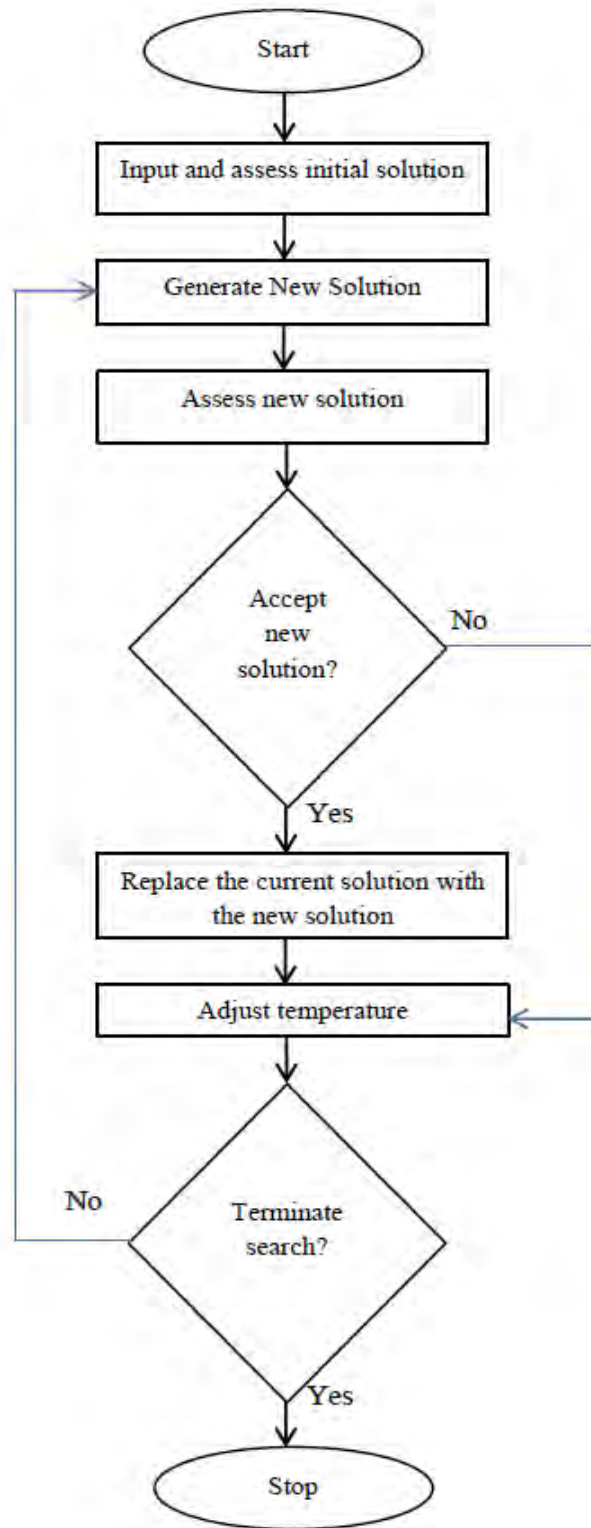 Start
Input and assess initial solution
Generate New Solution
Assess new solution
Accept
new
solution?
No
Yes
Replace the current solution with
the new solution
Adjust temperature
No
Terminate
search?
Yes
Stop